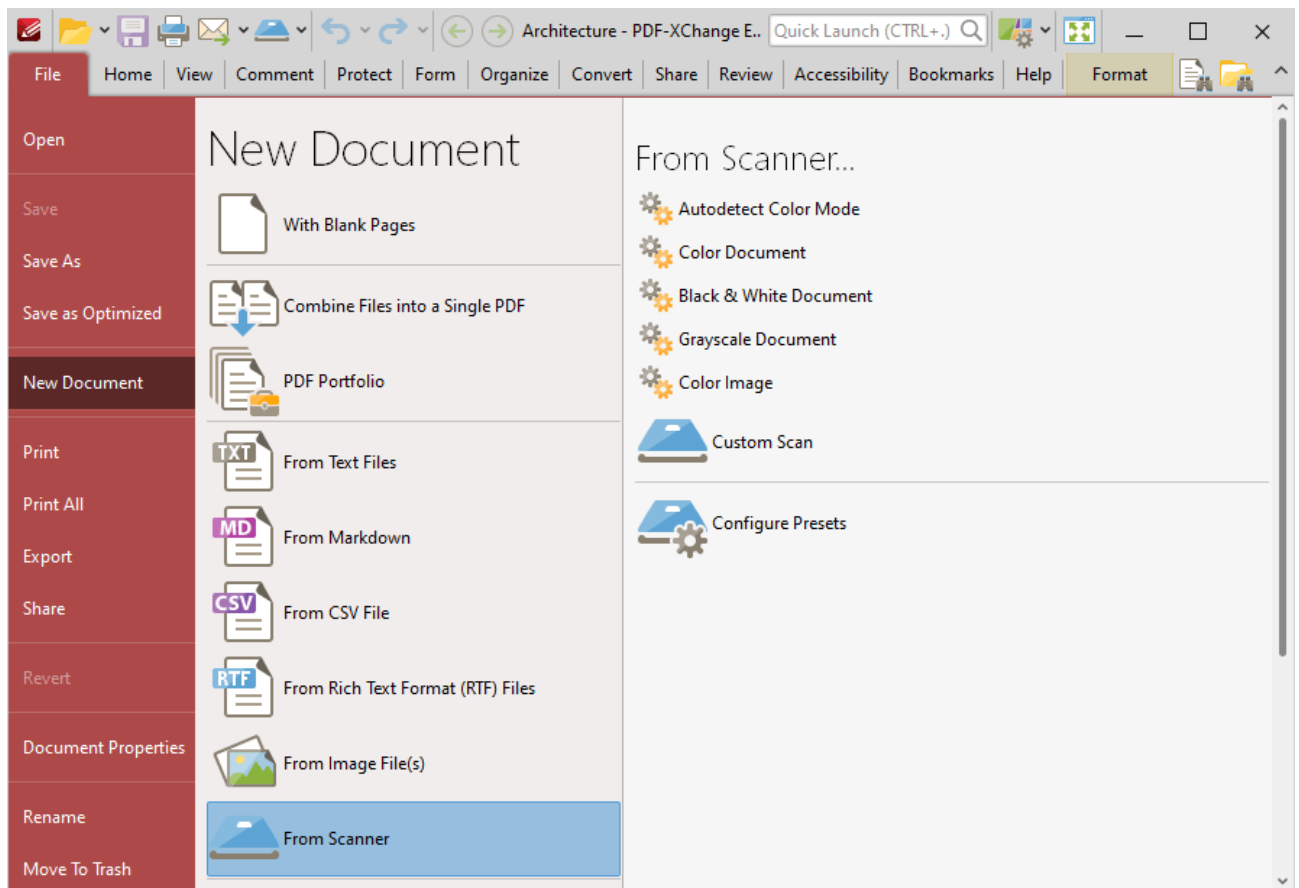 Architecture - PDF-XChange E..
Quick Launch (CTRL+.)
File Home View Comment Protect Form Organize Convert Share Review Accessibility Bookmarks Help Format
Open
Save
Save As
Save as Optimized
New Document
Print
Print All
Export
Share
Revert
Document Properties
Rename
Move To Trash
New Document
With Blank Pages
Combine Files into a Single PDF
PDF Portfolio
TXT From Text Files
MD From Markdown
CSV From CSV File
RTF From Rich Text Format (RTF) Files
From Image File(s)
From Scanner
From Scanner...
Autodetect Color Mode
Color Document
Black & White Document
Grayscale Document
Color Image
Custom Scan
Configure Presets